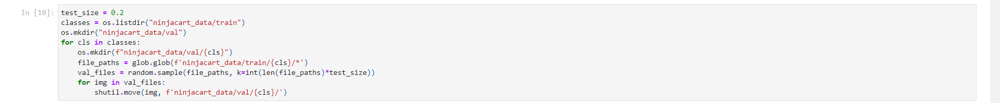 In [10]:
test_size = 0.2
classes = os.listdir("ninjacart_data/train")
os.mkdir("ninjacart_data/val")
for cls in classes:
    os.mkdir(f"ninjacart_data/val/{cls}")
    file_paths = glob.glob(f'ninjacart_data/train/{cls}/*')
    val_files = random.sample(file_paths, k=int(len(file_paths)*test_size))
    for img in val_files:
        shutil.move(img, f'ninjacart_data/val/{cls}/')